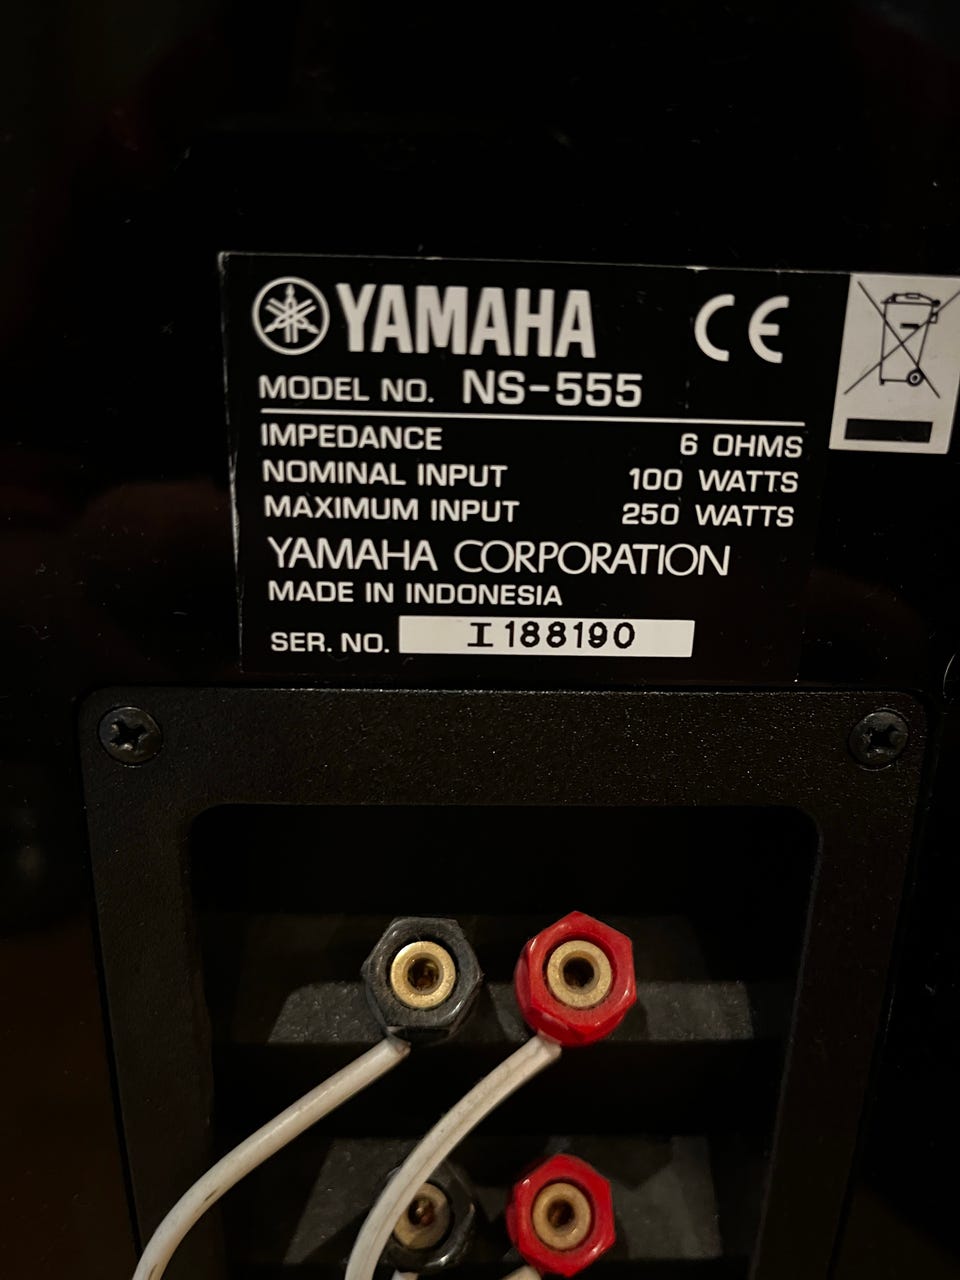 YAMAHA CE
MODEL NO. NS-555
IMPEDANCE 6 OHMS
NOMINAL INPUT 100 WATTS
MAXIMUM INPUT 250 WATTS
YAMAHA CORPORATION
MADE IN INDONESIA
SER. NO. I188190